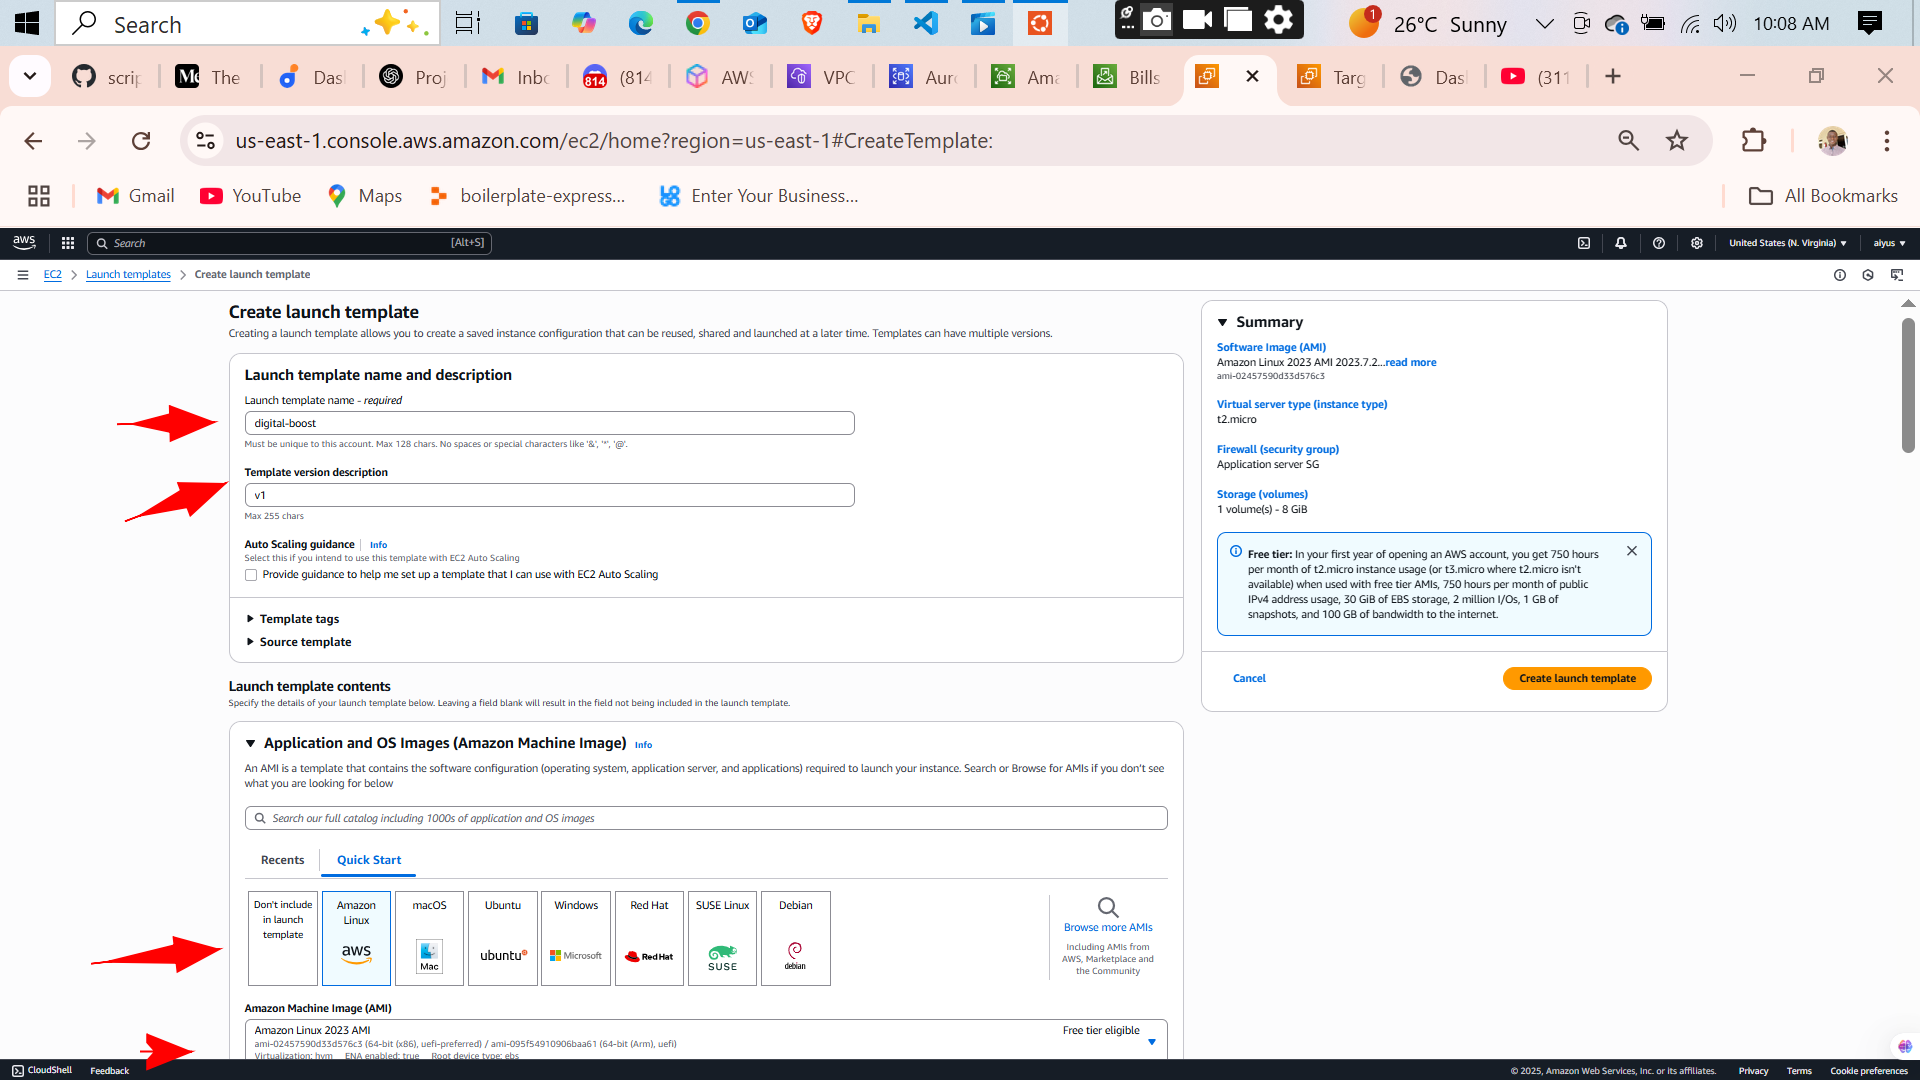 Search
1
26°C Sunny
10:08 AM
scrip
The
Dasl
Proj
Inbo
814
(814
AWS
VPC
Auro
Ama
Bills
Targ
Dasl
(311
us-east-1.console.aws.amazon.com/ec2/home?region=us-east-1#CreateTemplate:
Gmail
YouTube
Maps
boilerplate-express...
Enter Your Business...
All Bookmarks
aws
Search
[Alt+S]
United States (N. Virginia)
aiyus
EC2
Launch templates
Create launch template
Create launch template
Creating a launch template allows you to create a saved instance configuration that can be reused, shared and launched at a later time. Templates can have multiple versions.
Launch template name and description
Launch template name - required
digital-boost
Must be unique to this account. Max 128 chars. No spaces or special characters like '&', '*', '@'.
Template version description
v1
Max 255 chars
Auto Scaling guidance
Info
Select this if you intend to use this template with EC2 Auto Scaling
Provide guidance to help me set up a template that I can use with EC2 Auto Scaling
Template tags
Source template
Launch template contents
Specify the details of your launch template below. Leaving a field blank will result in the field not being included in the launch template.
Application and OS Images (Amazon Machine Image)
Info
An AMI is a template that contains the software configuration (operating system, application server, and applications) required to launch your instance. Search or Browse for AMIs if you don't see
what you are looking for below
Search our full catalog including 1000s of application and OS images
Recents
Quick Start
Don't include
in launch
template
Amazon
Linux
aws
macOS
Mac
Ubuntu
ubuntu
Windows
Microsoft
Red Hat
Red Hat
SUSE Linux
SUSE
Debian
debian
Browse more AMIs
Including AMIs from
AWS, Marketplace and
the Community
Amazon Machine Image (AMI)
Amazon Linux 2023 AMI
Free tier eligible
ami-02457590d33d576c3 (64-bit (x86), uefi-preferred) / ami-095f54910906baa61 (64-bit (Arm), uefi)
Virtualization: hvm ENA enabled: true Root device type: ebs
Summary
Software Image (AMI)
Amazon Linux 2023 AMI 2023.7.2...read more
ami-02457590d33d576c3
Virtual server type (instance type)
t2.micro
Firewall (security group)
Application server SG
Storage (volumes)
1 volume(s) - 8 GiB
Free tier: In your first year of opening an AWS account, you get 750 hours
per month of t2.micro instance usage (or t3.micro where t2.micro isn't
available) when used with free tier AMIs, 750 hours per month of public
IPv4 address usage, 30 GiB of EBS storage, 2 million I/Os, 1 GB of
snapshots, and 100 GB of bandwidth to the internet.
Cancel
Create launch template
CloudShell
Feedback
© 2025, Amazon Web Services, Inc. or its affiliates.
Privacy
Terms
Cookie preferences